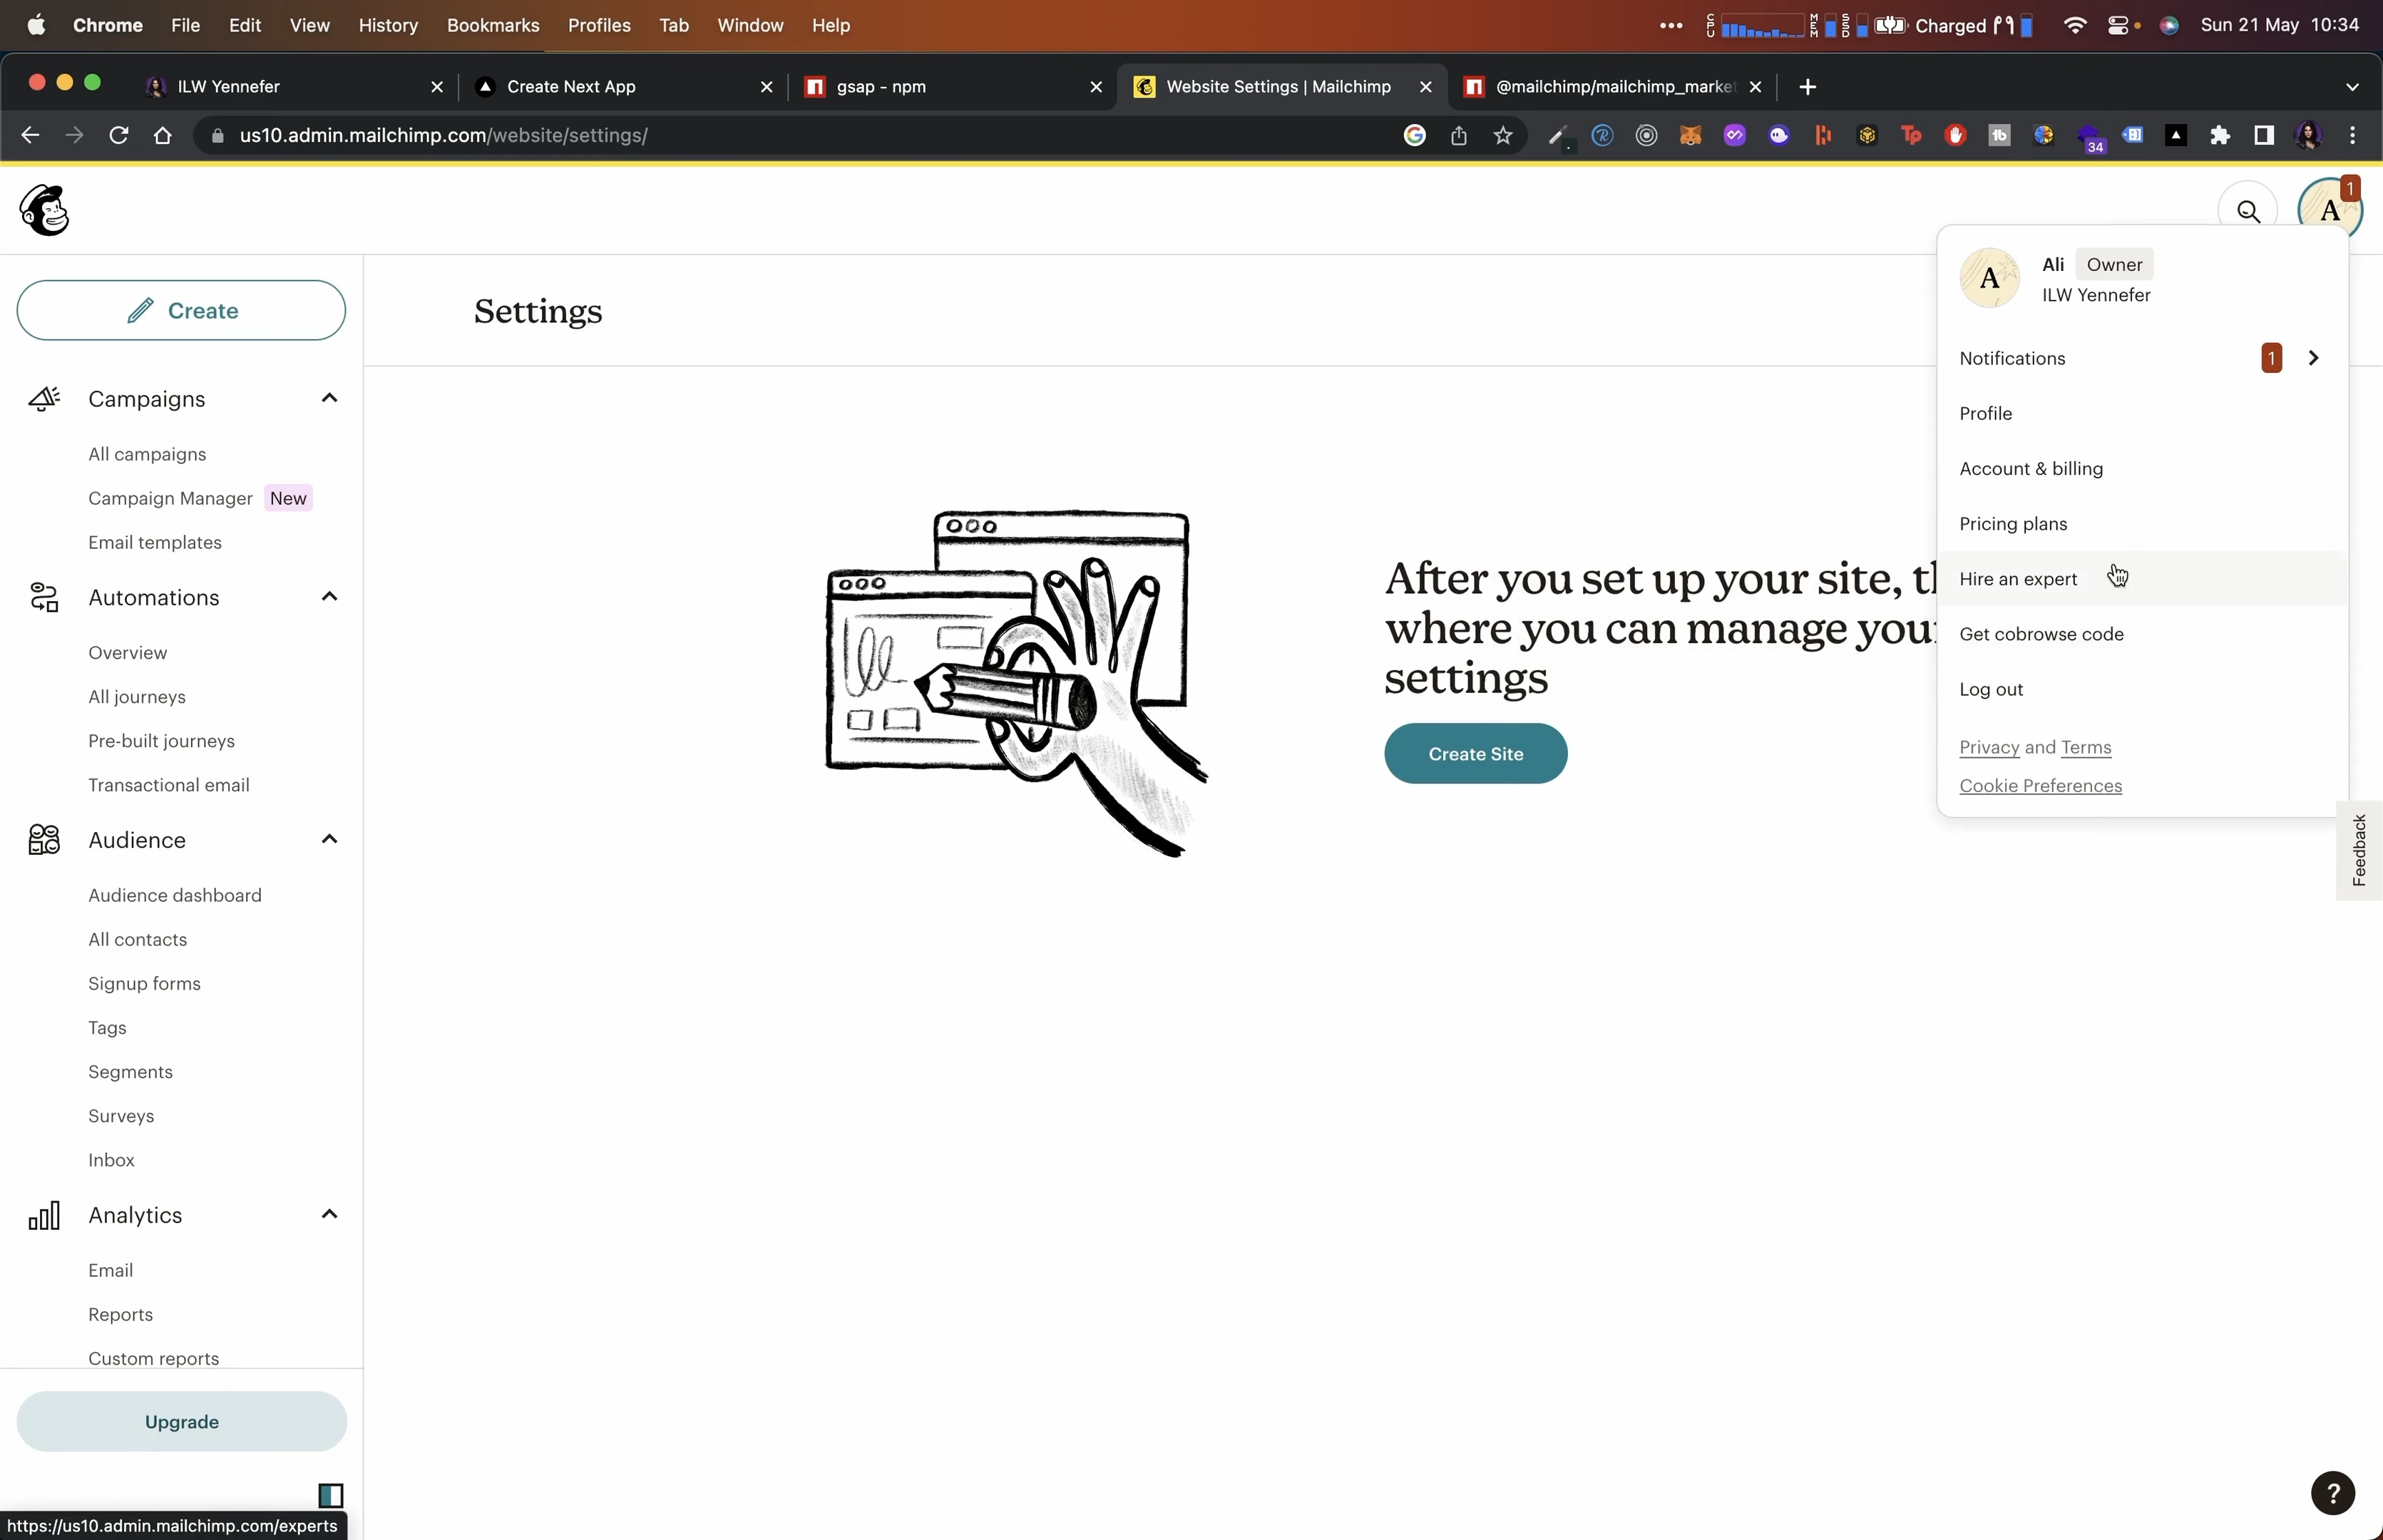 Chrome File Edit View History Bookmarks Profiles Tab Window Help
CPU MEM SSD Charged Sun 21 May 10:34
ILW Yennefer
Create Next App
gsap - npm
Website Settings | Mailchimp
@mailchimp/mailchimp_market
us10.admin.mailchimp.com/website/settings/
34
A
1
Create
Settings
Campaigns
All campaigns
Campaign Manager New
Email templates
Automations
Overview
All journeys
Pre-built journeys
Transactional email
Audience
Audience dashboard
All contacts
Signup forms
Tags
Segments
Surveys
Inbox
Analytics
Email
Reports
Custom reports
Upgrade
After you set up your site, t
where you can manage your
settings
Create Site
A
Ali Owner
ILW Yennefer
Notifications 1
Profile
Account & billing
Pricing plans
Hire an expert
Get cobrowse code
Log out
Privacy and Terms
Cookie Preferences
Feedback
?
https://us10.admin.mailchimp.com/experts